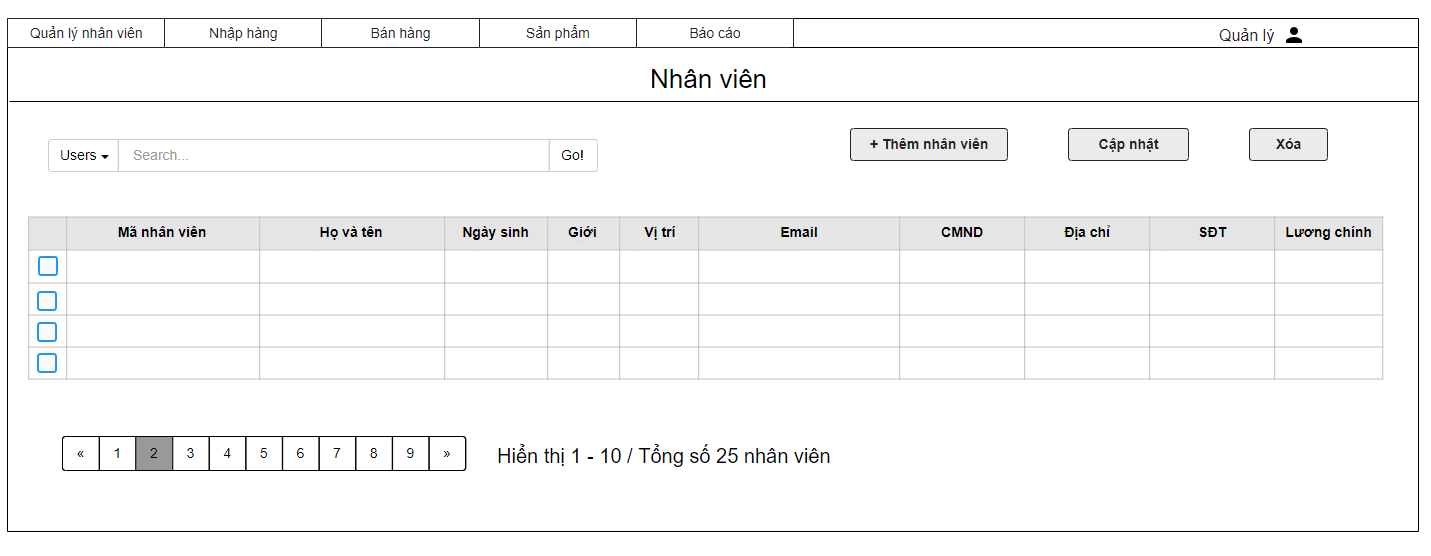 Quản lý nhân viên Nhập hàng Bán hàng Sản phẩm Báo cáo Quản lý
Nhân viên
Users Search... Go! + Thêm nhân viên Cập nhật Xóa
Mã nhân viên Họ và tên Ngày sinh Giới Vị trí Email CMND Địa chỉ SĐT Lương chính
« 1 2 3 4 5 6 7 8 9 » Hiển thị 1 - 10 / Tổng số 25 nhân viên